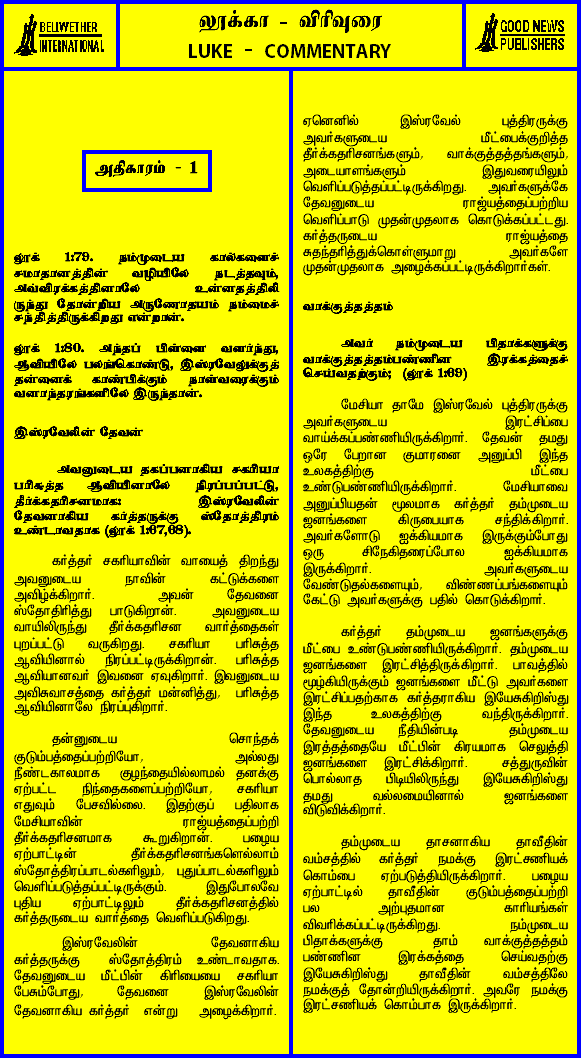 BELLWETHER
INTERNATIONAL
லூக்கா - விரிவுரை
LUKE - COMMENTARY
GOOD NEWS
PUBLISHERS
அதிகாரம் - 1
லூக் 1:79. நம்முடைய கால்களைச்
சமாதானத்தின் வழியிலே நடத்தவும்,
அவ்விரக்கத்தினாலே உன்னதத்திலி
ருந்து தோன்றிய அருணோதயம் நம்மைச்
சந்தித்திருக்கிறது என்றான்.
லூக் 1:80. அந்தப் பிள்ளை வளர்ந்து,
ஆவியிலே பலங்கொண்டு, இஸ்ரவேலுக்குத்
தன்னைக் காண்பிக்கும் நாள்வரைக்கும்
வனாந்தரங்களிலே இருந்தான்.
இஸ்ரவேலின் தேவன்
அவனுடைய தகப்பனாகிய சகரியா
பரிசுத்த ஆவியினாலே நிரப்பப்பட்டு,
தீர்க்கதரிசனமாக: இஸ்ரவேலின்
தேவனாகிய கர்த்தருக்கு ஸ்தோத்திரம்
உண்டாவதாக (லூக் 1:67,68).
கர்த்தர் சகரியாவின் வாயைத் திறந்து
அவனுடைய நாவின் கட்டுக்களை
அவிழ்க்கிறார். அவன் தேவனை
ஸ்தோதிரித்து பாடுகிறான். அவனுடைய
வாயிலிருந்து தீர்க்கதரிசன வார்த்தைகள்
புறப்பட்டு வருகிறது. சகரியா பரிசுத்த
ஆவியினால் நிரப்பட்டிருக்கிறான். பரிசுத்த
ஆவியானவர் இவனை ஏவுகிறார். இவனுடைய
அவிசுவாசத்தை கர்த்தர் மன்னித்து, பரிசுத்த
ஆவியினாலே நிரப்புகிறார்.
தன்னுடைய சொந்தக்
குடும்பத்தைப்பற்றியோ, அல்லது
நீண்டகாலமாக குழந்தையில்லாமல் தனக்கு
ஏற்பட்ட நிந்தைகளைப்பற்றியோ, சகரியா
எதுவும் பேசவில்லை. இதற்குப் பதிலாக
மேசியாவின் ராஜ்யத்தைப்பற்றி
தீர்க்கதரிசனமாக கூறுகிறான். பழைய
ஏற்பாட்டின் தீர்க்கதரிசனங்களெல்லாம்
ஸ்தோத்திரப்பாடல்களிலும், புதுப்பாடல்களிலும்
வெளிப்படுத்தப்பட்டிருக்கும். இதுபோலவே
புதிய ஏற்பாட்டிலும் தீர்க்கதரிசனத்தில்
கர்த்தருடைய வார்த்தை வெளிப்படுகிறது.
இஸ்ரவேலின் தேவனாகிய
கர்த்தருக்கு ஸ்தோத்திரம் உண்டாவதாக.
தேவனுடைய மீட்பின் கிரியையை சகரியா
பேசும்போது, தேவனை இஸ்ரவேலின்
தேவனாகிய கர்த்தர் என்று அழைக்கிறார்.
ஏனெனில் இஸ்ரவேல் புத்திரருக்கு
அவர்களுடைய மீட்பைக்குறித்த
தீர்க்கதரிசனங்களும், வாக்குத்தத்தங்களும்,
அடையாளங்களும் இதுவரையிலும்
வெளிப்படுத்தப்பட்டிருக்கிறது. அவர்களுக்கே
தேவனுடைய ராஜ்யத்தைப்பற்றிய
வெளிப்பாடு முதன்முதலாக கொடுக்கப்பட்டது.
கர்த்தருடைய ராஜ்யத்தை
சுதந்தரித்துக்கொள்ளுமாறு அவர்களே
முதன்முதலாக அழைக்கப்பட்டிருக்கிறார்கள்.
வாக்குத்தத்தம்
அவர் நம்முடைய பிதாக்களுக்கு
வாக்குத்தத்தம்பண்ணின இரக்கத்தைச்
செய்வதற்கும்; (லூக் 1:69)
மேசியா தாமே இஸ்ரவேல் புத்திரருக்கு
அவர்களுடைய இரட்சிப்பை
வாய்க்கப்பண்ணியிருக்கிறார். தேவன் தமது
ஒரே பேறான குமாரனை அனுப்பி இந்த
உலகத்திற்கு மீட்பை
உண்டுபண்ணியிருக்கிறார். மேசியாவை
அனுப்பியதன் மூலமாக கர்த்தர் தம்முடைய
ஜனங்களை கிருபையாக சந்திக்கிறார்.
அவர்களோடு ஐக்கியமாக இருக்கும்போது
ஒரு சிநேகிதரைப்போல ஐக்கியமாக
இருக்கிறார். அவர்களுடைய
வேண்டுதல்களையும், விண்ணப்பங்களையும்
கேட்டு அவர்களுக்கு பதில் கொடுக்கிறார்.
கர்த்தர் தம்முடைய ஜனங்களுக்கு
மீட்பை உண்டுபண்ணியிருக்கிறார். தம்முடைய
ஜனங்களை இரட்சித்திருக்கிறார். பாவத்தில்
மூழ்கியிருக்கும் ஜனங்களை மீட்டு அவர்களை
இரட்சிப்பதற்காக கர்த்தராகிய இயேசுகிறிஸ்து
இந்த உலகத்திற்கு வந்திருக்கிறார்.
தேவனுடைய நீதியின்படி தம்முடைய
இரத்தத்தையே மீட்பின் கிரயமாக செலுத்தி
ஜனங்களை இரட்சிக்கிறார். சத்துருவின்
பொல்லாத பிடியிலிருந்து இயேசுகிறிஸ்து
தமது வல்லமையினால் ஜனங்களை
விடுவிக்கிறார்.
தம்முடைய தாசனாகிய தாவீதின்
வம்சத்தில் கர்த்தர் நமக்கு இரட்சணியக்
கொம்பை ஏற்படுத்தியிருக்கிறார். பழைய
ஏற்பாட்டில் தாவீதின் குடும்பத்தைப்பற்றி
பல அற்புதமான காரியங்கள்
விவரிக்கப்பட்டிருக்கிறது. நம்முடைய
பிதாக்களுக்கு தாம் வாக்குத்தத்தம்
பண்ணின இரக்கத்தை செய்வதற்கு
இயேசுகிறிஸ்து தாவீதின் வம்சத்திலே
நமக்குத் தோன்றியிருக்கிறார். அவரே நமக்கு
இரட்சணியக் கொம்பாக இருக்கிறார்.